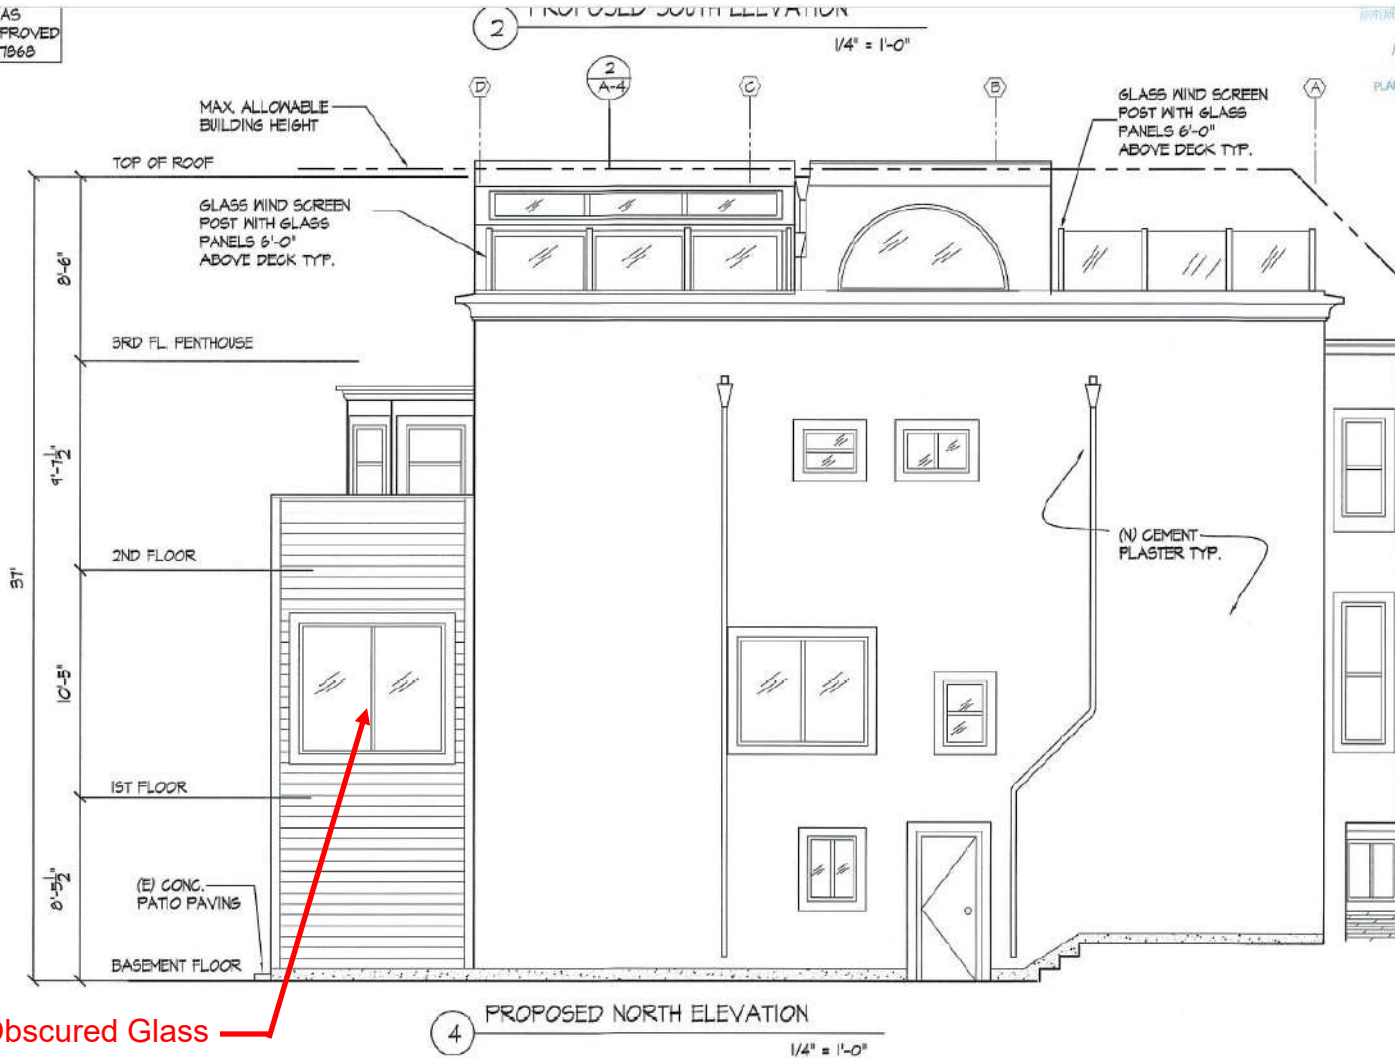 AS
PROVED
7868
2 PROPOSED SOUTH ELEVATION
1/4" = 1'-0"
PLA
2
A-4
D
C
B
A
MAX. ALLOWABLE
BUILDING HEIGHT
GLASS WIND SCREEN
POST WITH GLASS
PANELS 6'-0"
ABOVE DECK TYP.
TOP OF ROOF
GLASS WIND SCREEN
POST WITH GLASS
PANELS 6'-0"
ABOVE DECK TYP.
8'-6"
3RD FL. PENTHOUSE
9'-7 1/2"
2ND FLOOR
(N) CEMENT
PLASTER TYP.
37'
10'-5"
1ST FLOOR
8'-5 1/2"
(E) CONC.
PATIO PAVING
BASEMENT FLOOR
Obscured Glass
4 PROPOSED NORTH ELEVATION
1/4" = 1'-0"